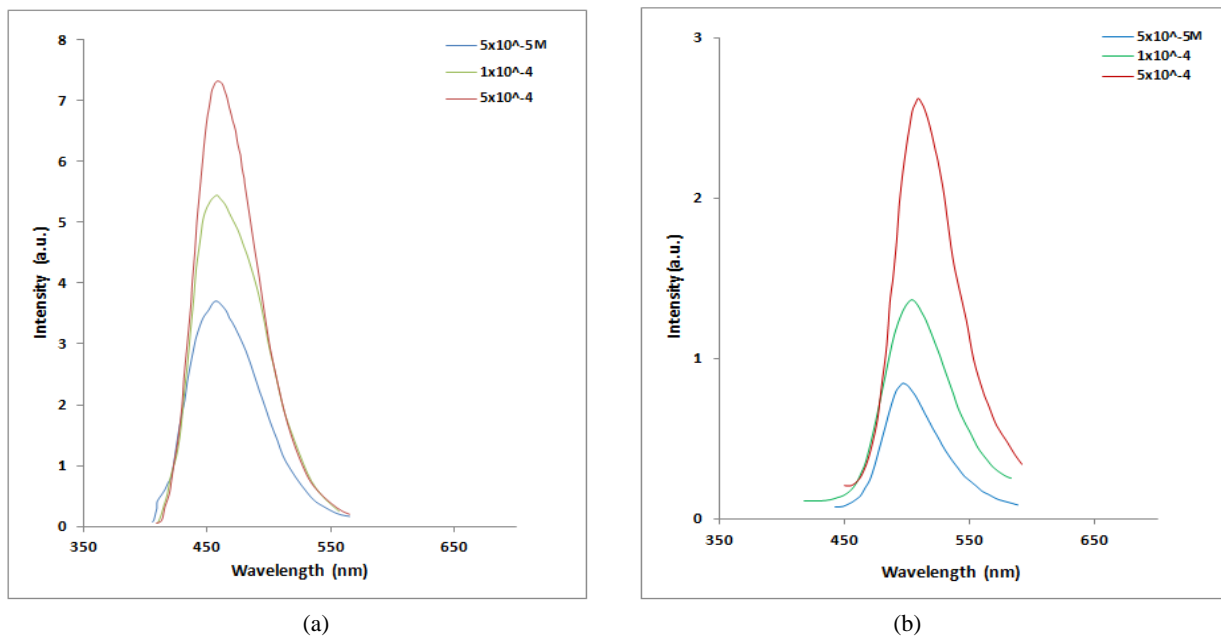 8
7
6
5
4
3
2
1
0
350
450
550
650
Intensity (a.u.)
Wavelength (nm)
5x10^-5M
1x10^-4
5x10^-4
(a)
3
2
1
0
350
450
550
650
Intensity (a.u.)
Wavelength (nm)
5x10^-5M
1x10^-4
5x10^-4
(b)